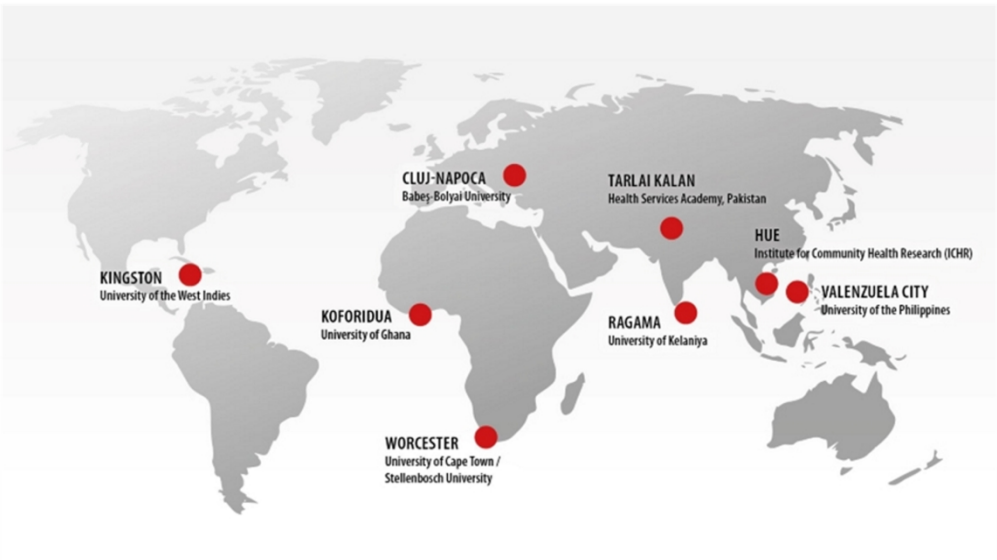 CLUJ-NAPOCA
Babeş-Bolyai University
TARLAI KALAN
Health Services Academy, Pakistan
HUE
Institute for Community Health Research (ICHR)
KINGSTON
University of the West Indies
VALENZUELA CITY
University of the Philippines
KOFORIDUA
University of Ghana
RAGAMA
University of Kelaniya
WORCESTER
University of Cape Town /
Stellenbosch University